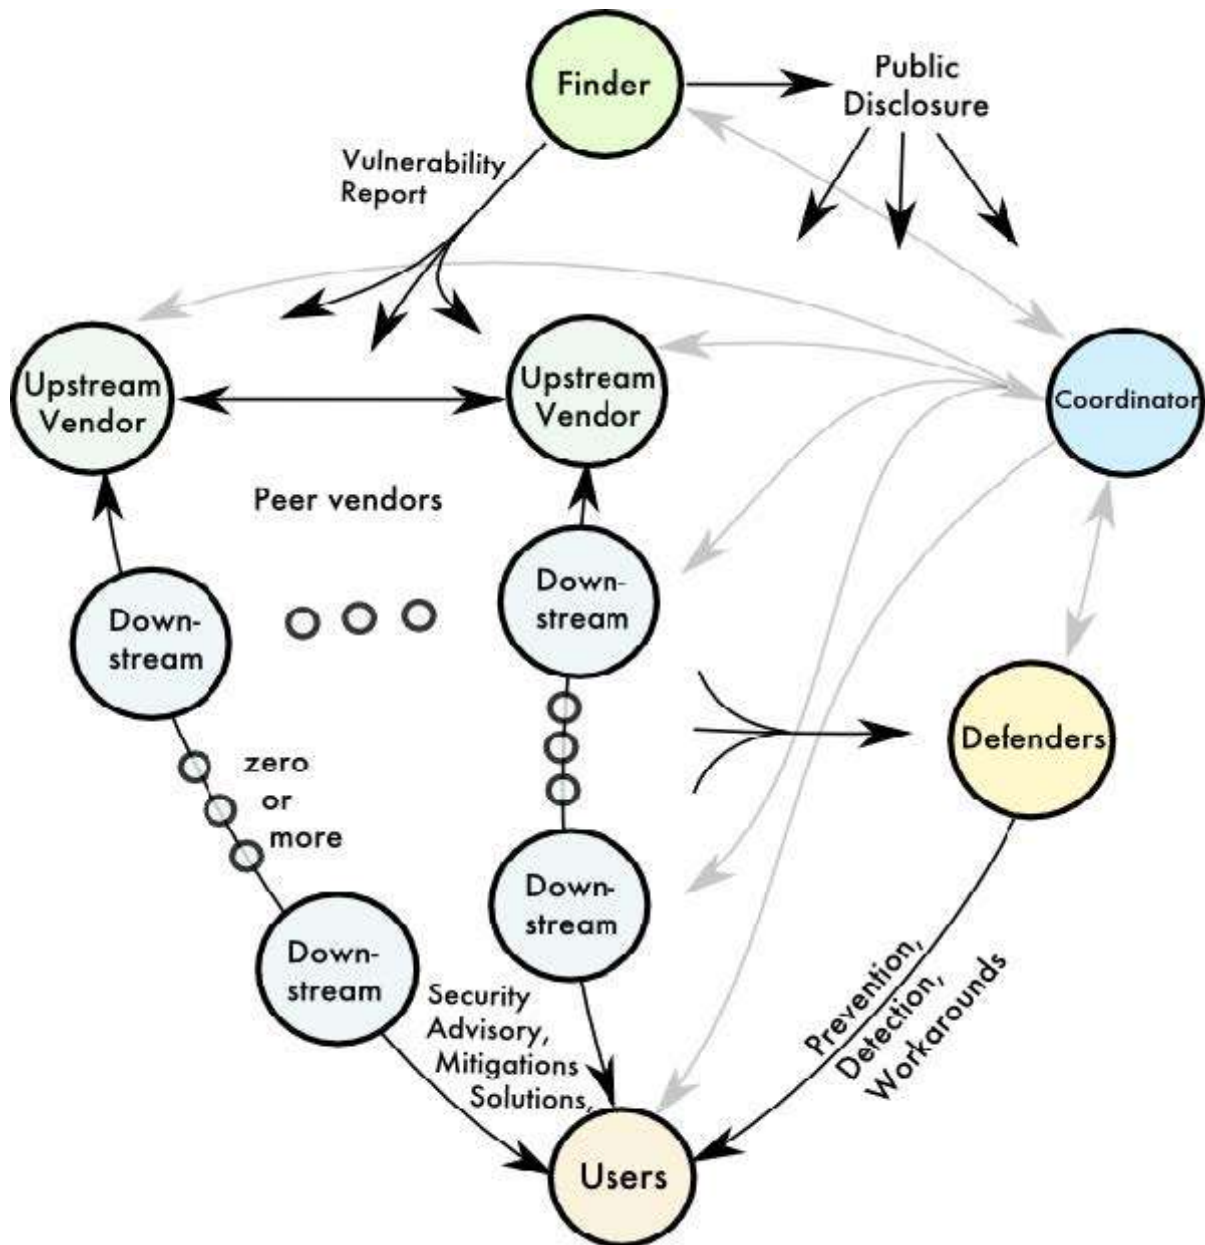 Finder
Public
Disclosure
Vulnerability
Report
Upstream
Vendor
Upstream
Vendor
Coordinator
Peer vendors
Down-
stream
Down-
stream
zero
or
more
Defenders
Down-
stream
Down-
stream
Security
Advisory,
Mitigations
Solutions,
Prevention,
Detection,
Workarounds
Users